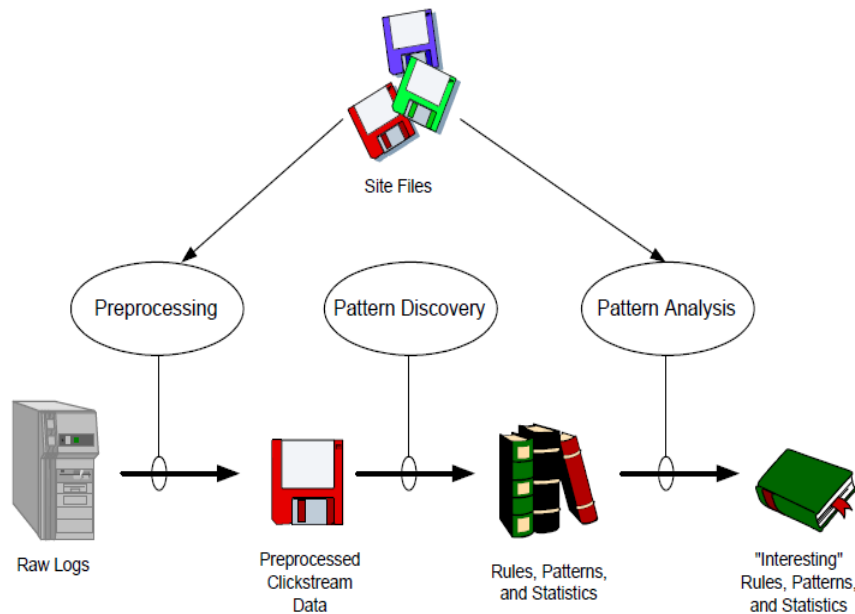 Site Files
Preprocessing
Pattern Discovery
Pattern Analysis
Raw Logs
Preprocessed
Clickstream
Data
Rules, Patterns,
and Statistics
"Interesting"
Rules, Patterns,
and Statistics